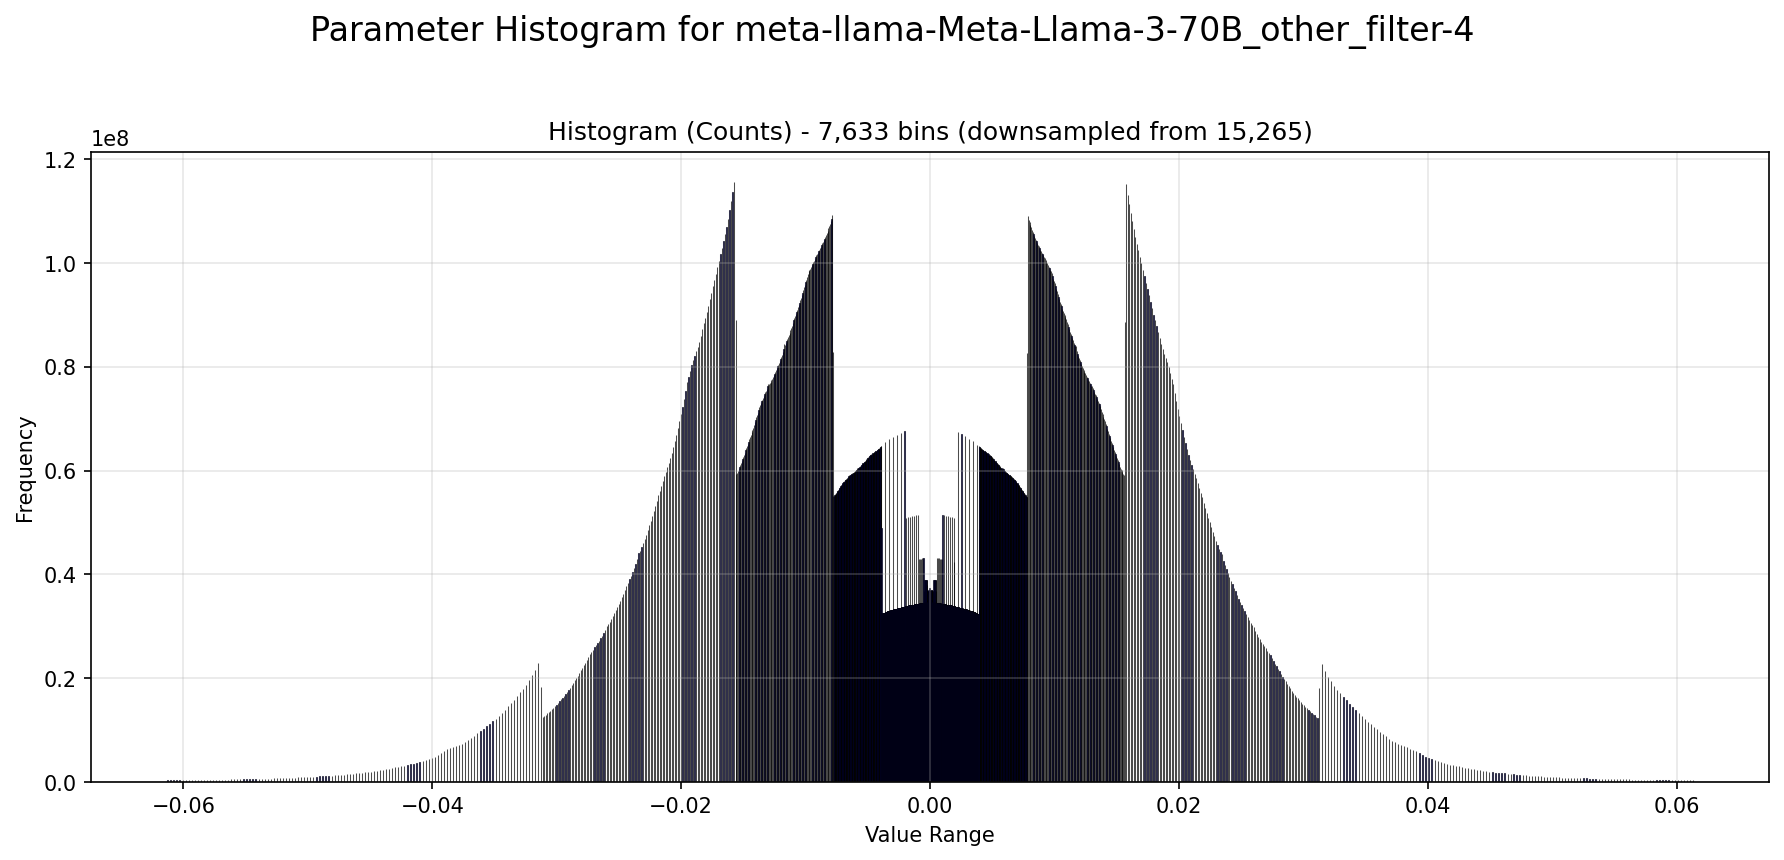 Parameter Histogram for meta-llama-Meta-Llama-3-70B_other_filter-4
Histogram (Counts) - 7,633 bins (downsampled from 15,265)
1e8
1.2
1.0
0.8
0.6
0.4
0.2
0.0
Frequency
−0.06 −0.04 −0.02 0.00 0.02 0.04 0.06
Value Range